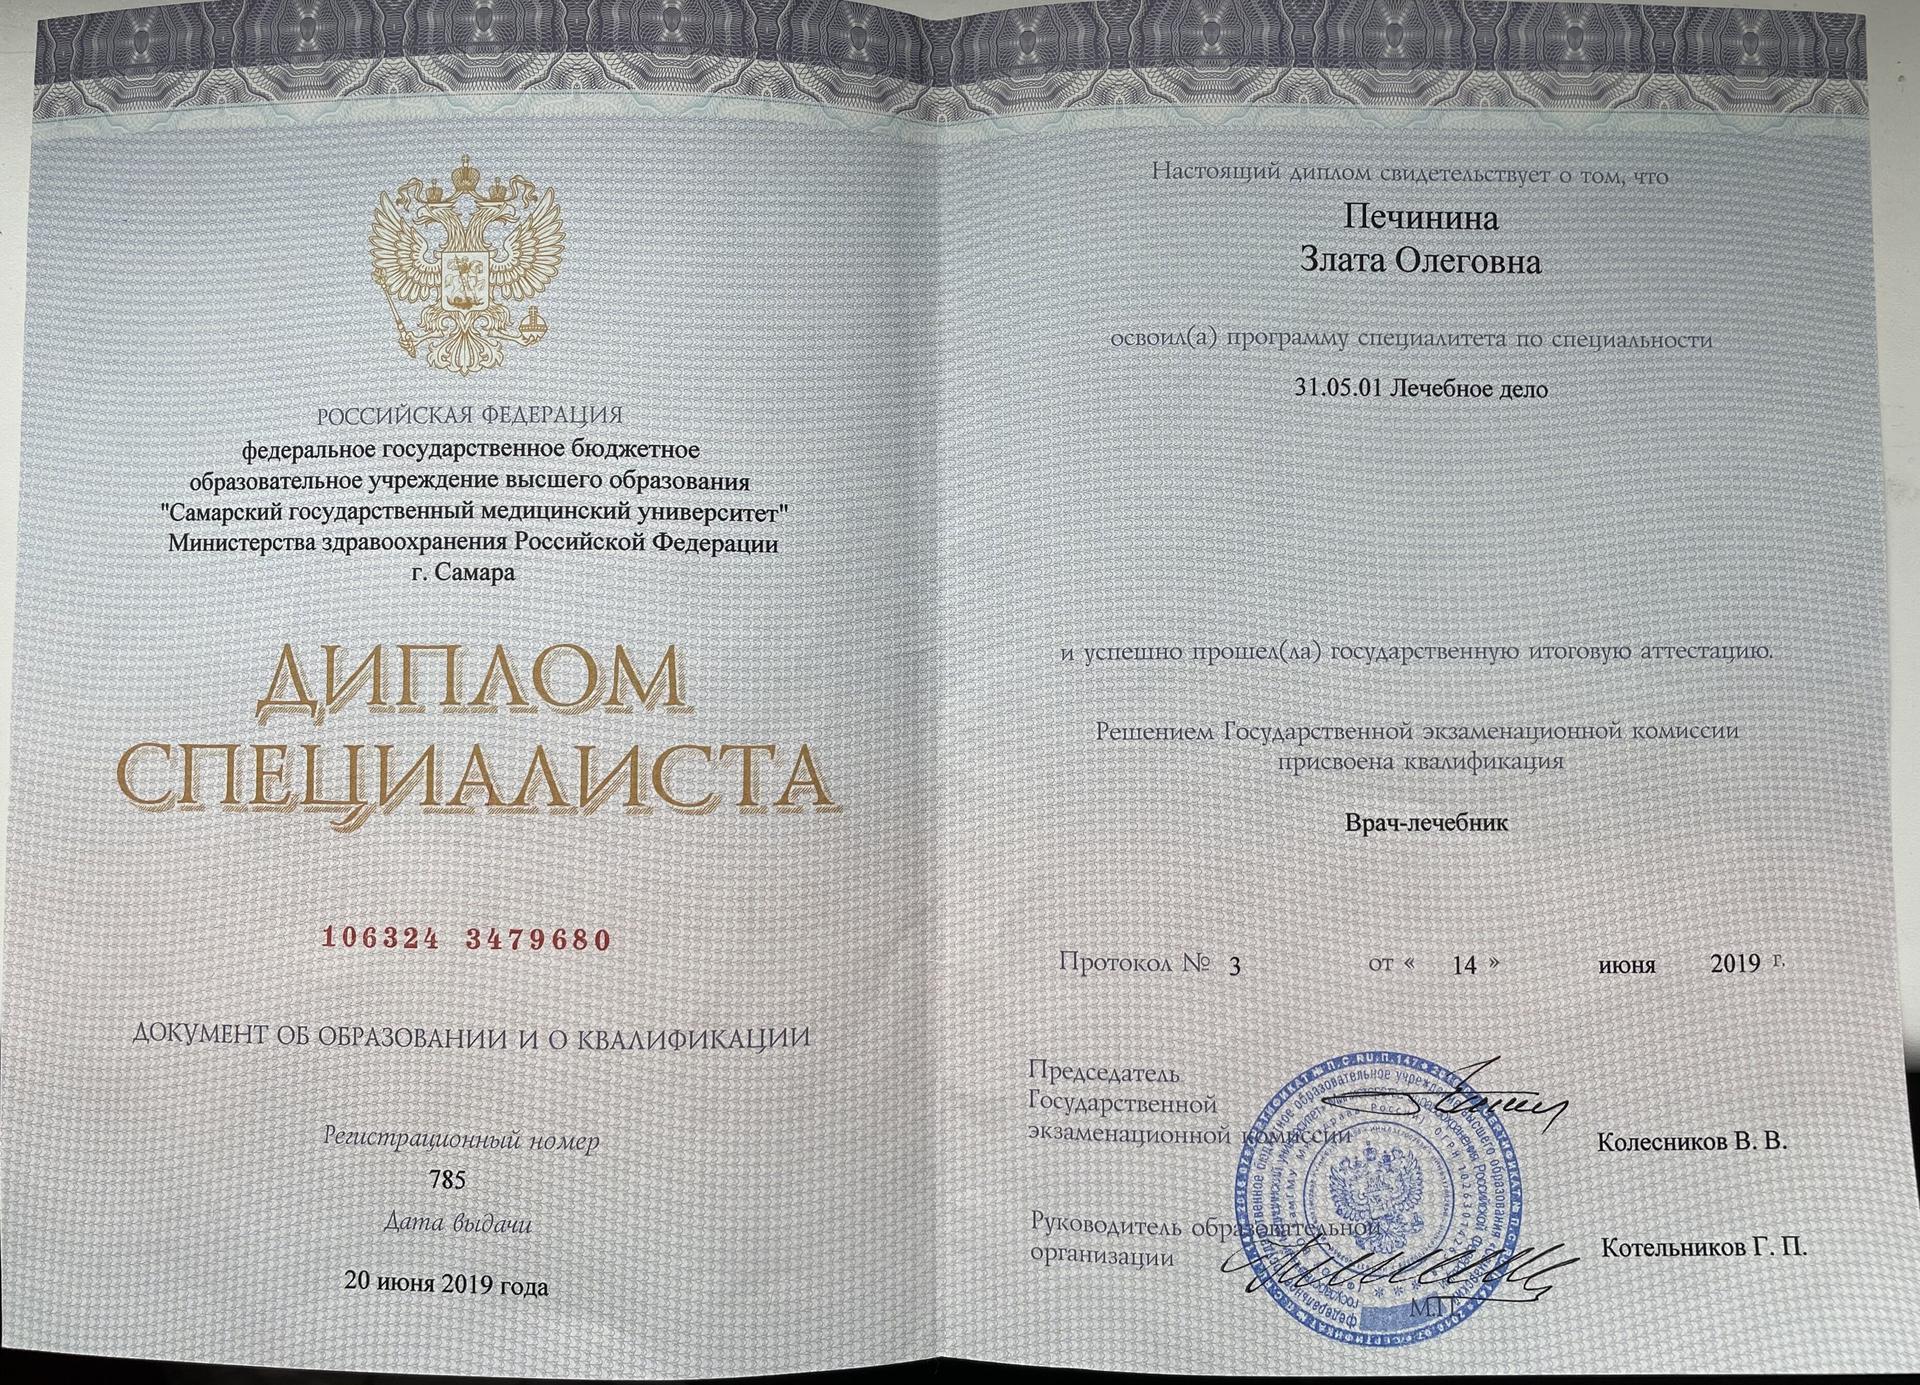 РОССИЙСКАЯ ФЕДЕРАЦИЯ
федеральное государственное бюджетное
образовательное учреждение высшего образования
"Самарский государственный медицинский университет"
Министерства здравоохранения Российской Федерации
г. Самара
ДИПЛОМ
СПЕЦИАЛИСТА
106324 3479680
ДОКУМЕНТ ОБ ОБРАЗОВАНИИ И О КВАЛИФИКАЦИИ
Регистрационный номер
785
Дата выдачи
20 июня 2019 года
Настоящий диплом свидетельствует о том, что
Печинина
Злата Олеговна
освоил(а) программу специалитета по специальности
31.05.01 Лечебное дело
и успешно прошел(ла) государственную итоговую аттестацию.
Решением Государственной экзаменационной комиссии
присвоена квалификация
Врач-лечебник
Протокол № 3 от « 14 » июня 2019 г.
Председатель
Государственной
экзаменационной комиссии
Колесников В. В.
Руководитель образовательной
организации
Котельников Г. П.
М.П.